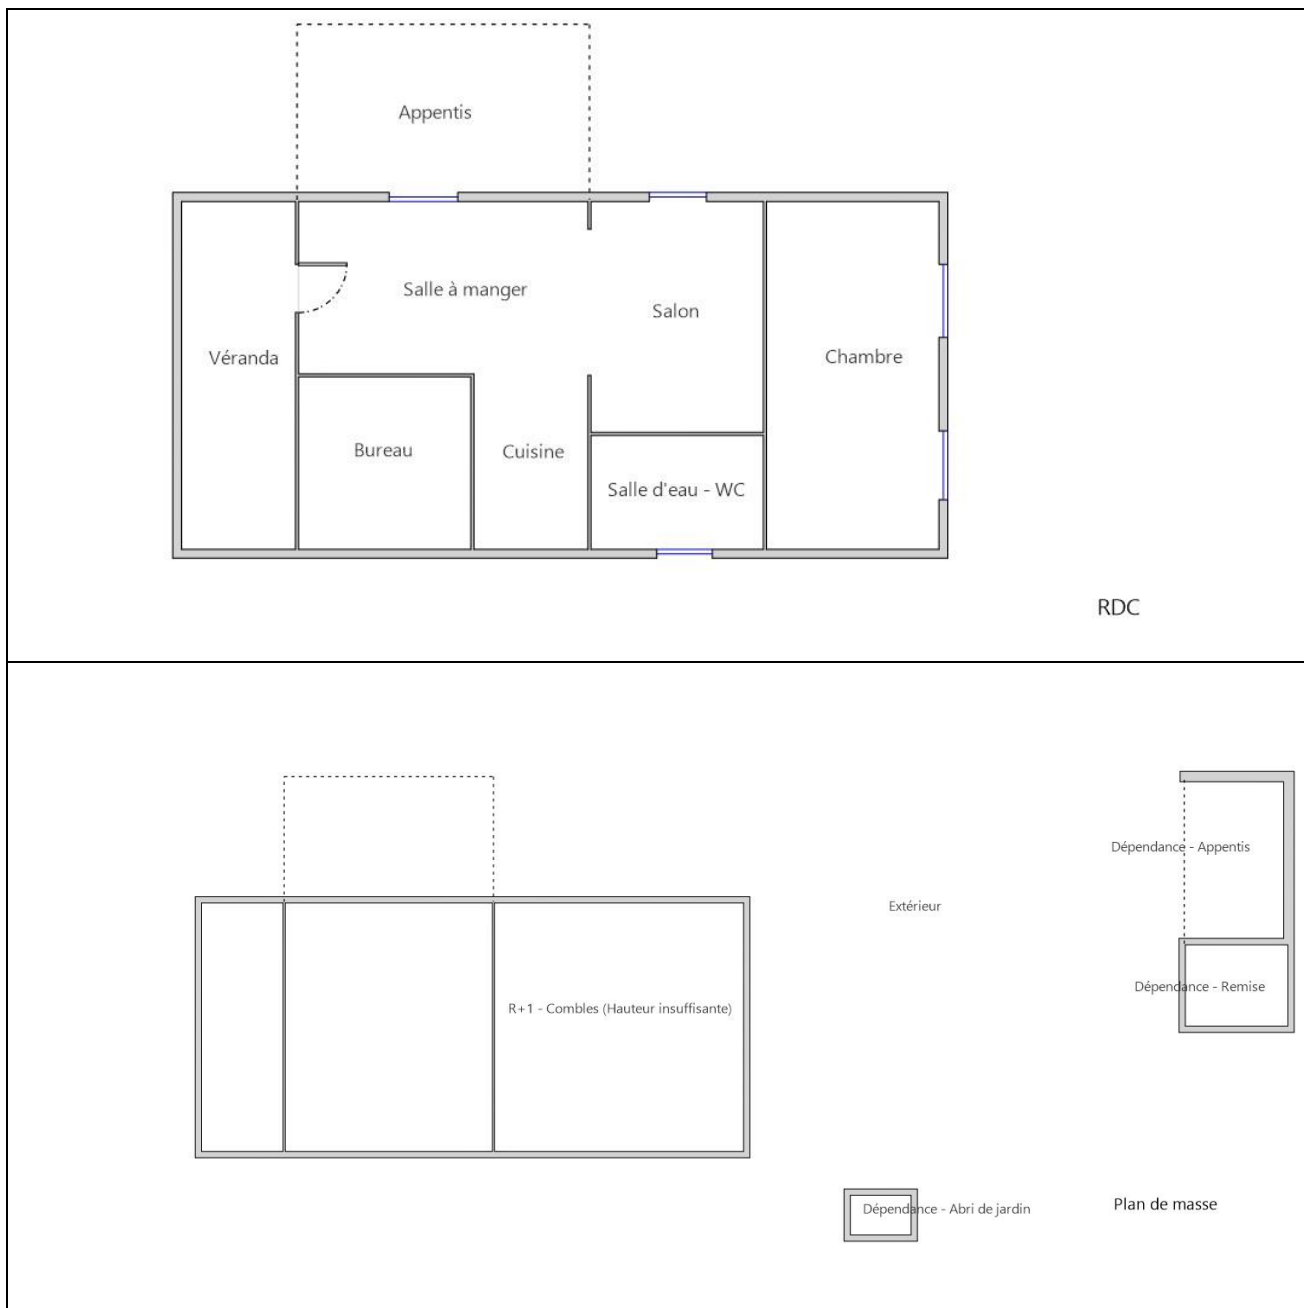 Appentis
Salle à manger
Salon
Véranda
Chambre
Bureau
Cuisine
Salle d'eau - WC
RDC
Dépendance - Appentis
Extérieur
Dépendance - Remise
R+1 - Combles (Hauteur insuffisante)
Dépendance - Abri de jardin
Plan de masse